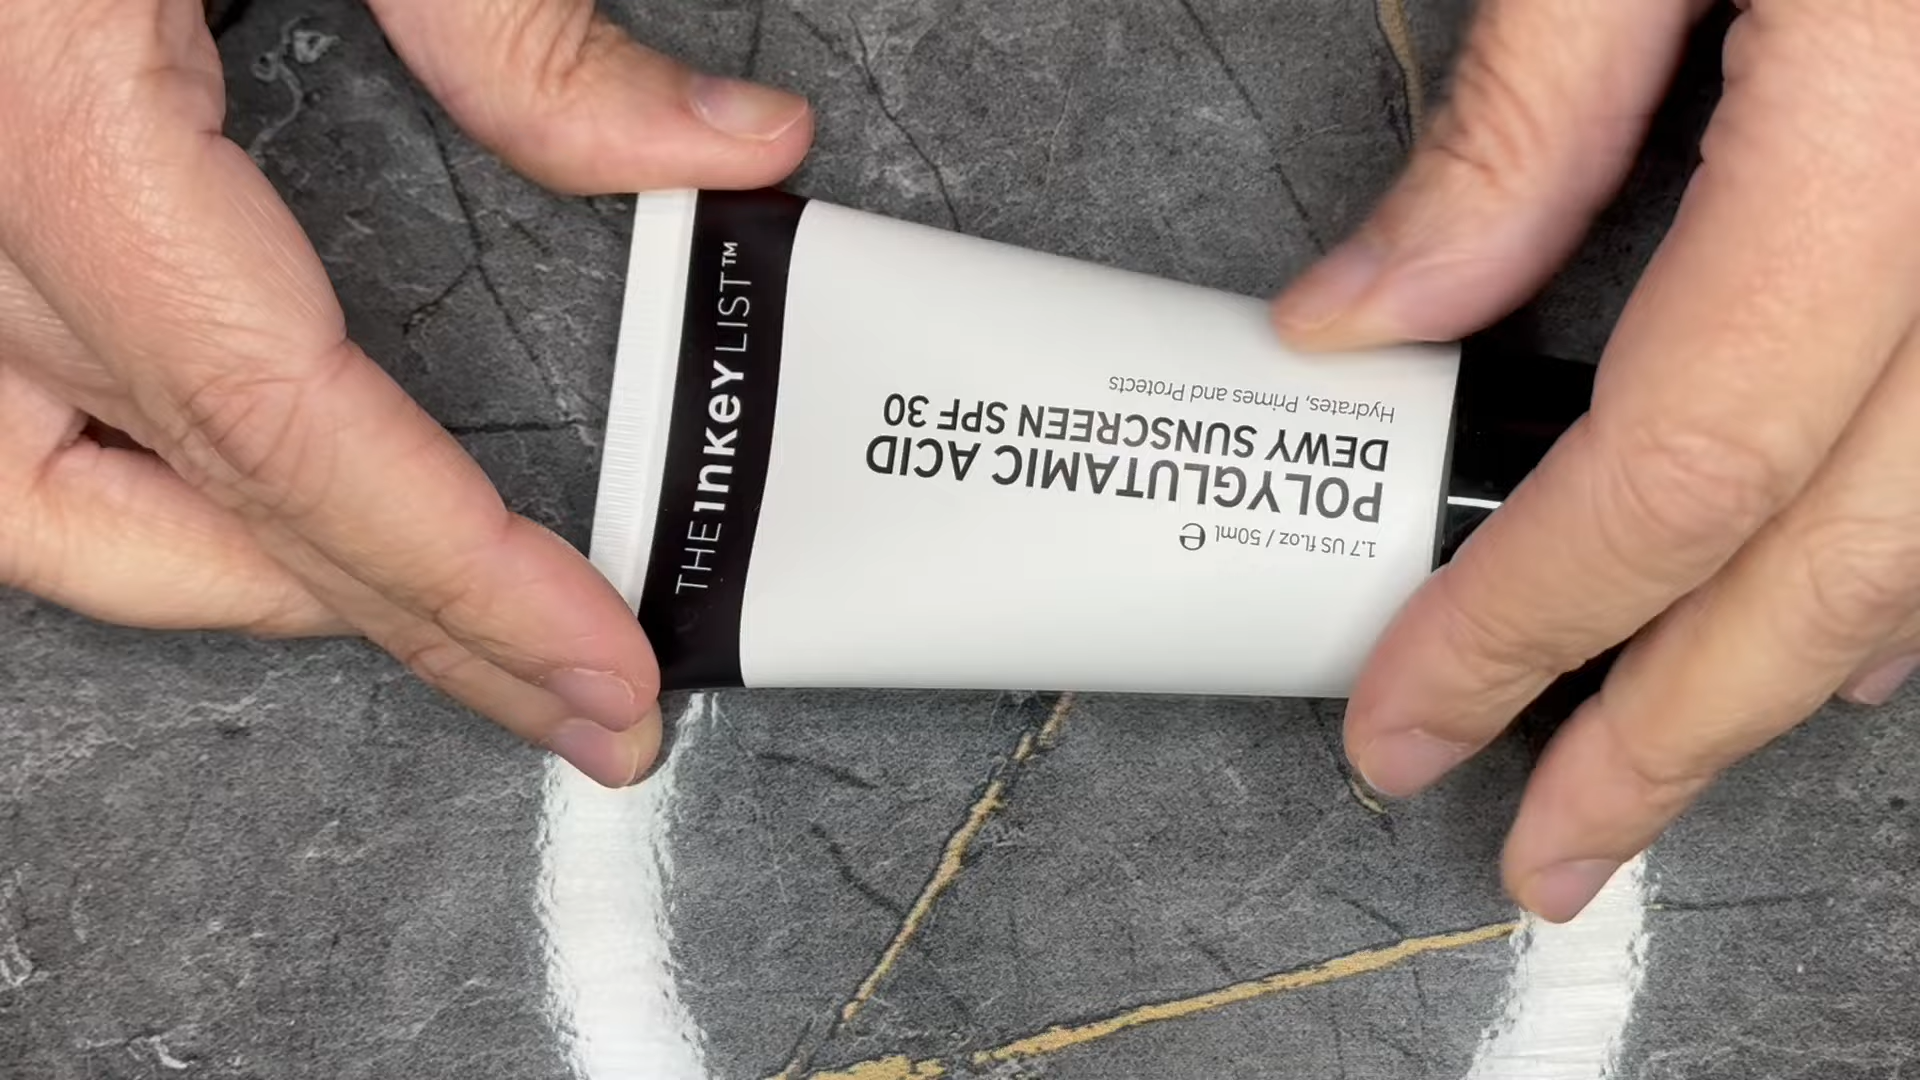 THE INKEY LIST™
1.7 US fl.oz / 50ml ℮
POLYGLUTAMIC ACID
DEWY SUNSCREEN SPF 30
Hydrates, Primes and Protects